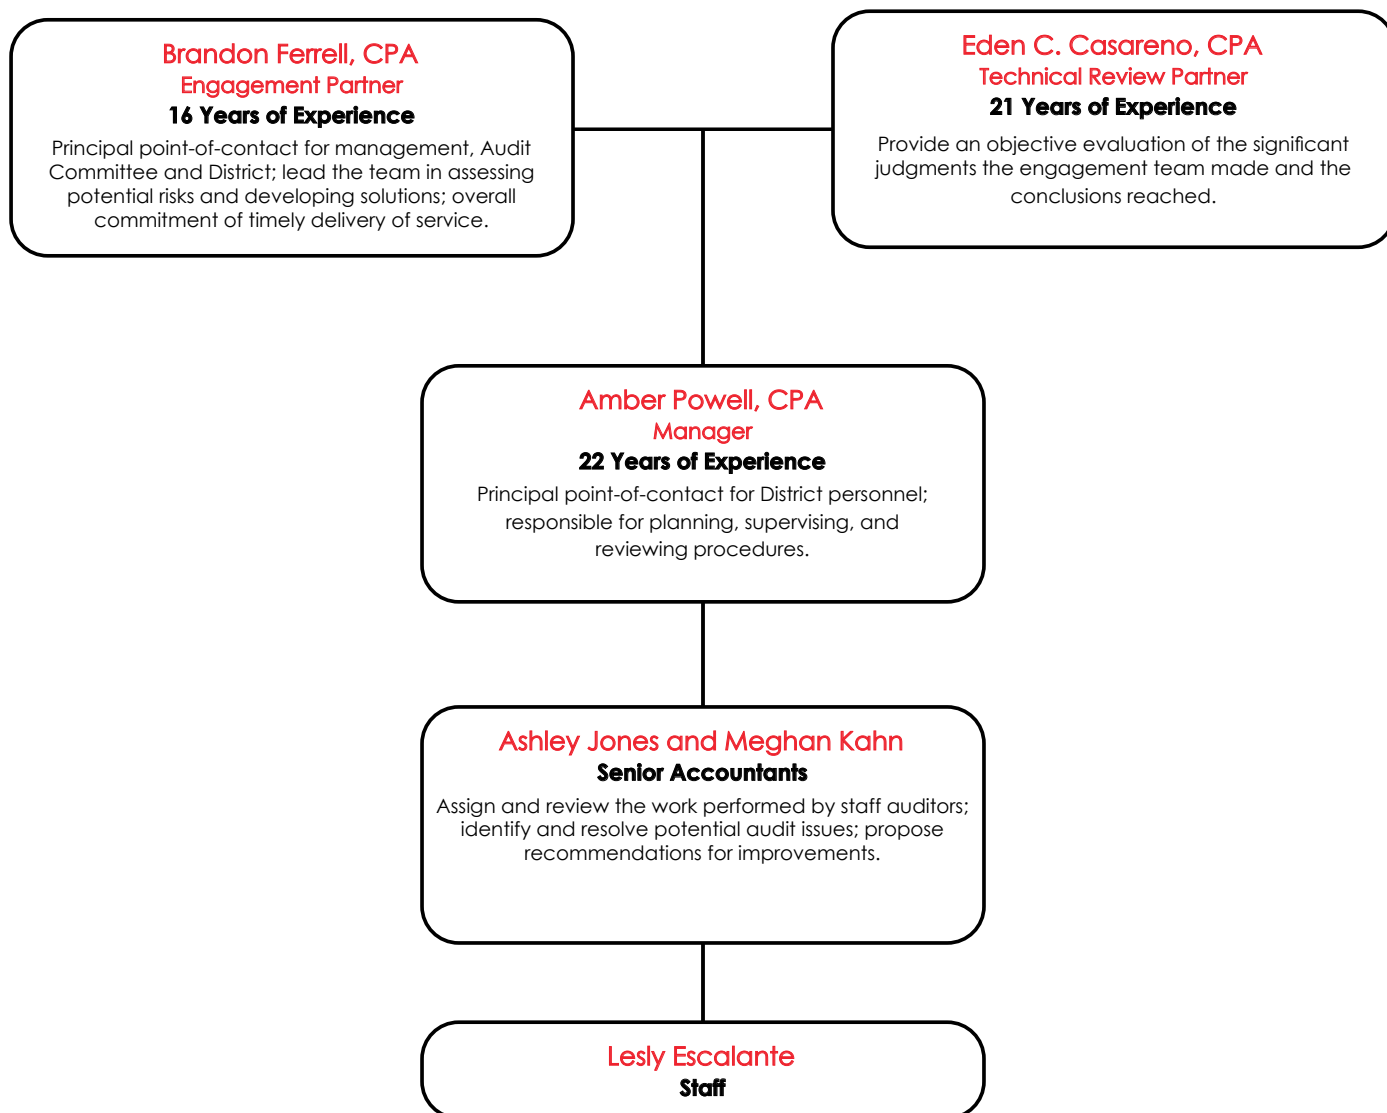 Brandon Ferrell, CPA
Engagement Partner
16 Years of Experience
Principal point-of-contact for management, Audit
Committee and District; lead the team in assessing
potential risks and developing solutions; overall
commitment of timely delivery of service.
Eden C. Casareno, CPA
Technical Review Partner
21 Years of Experience
Provide an objective evaluation of the significant
judgments the engagement team made and the
conclusions reached.
Amber Powell, CPA
Manager
22 Years of Experience
Principal point-of-contact for District personnel;
responsible for planning, supervising, and
reviewing procedures.
Ashley Jones and Meghan Kahn
Senior Accountants
Assign and review the work performed by staff auditors;
identify and resolve potential audit issues; propose
recommendations for improvements.
Lesly Escalante
Staff